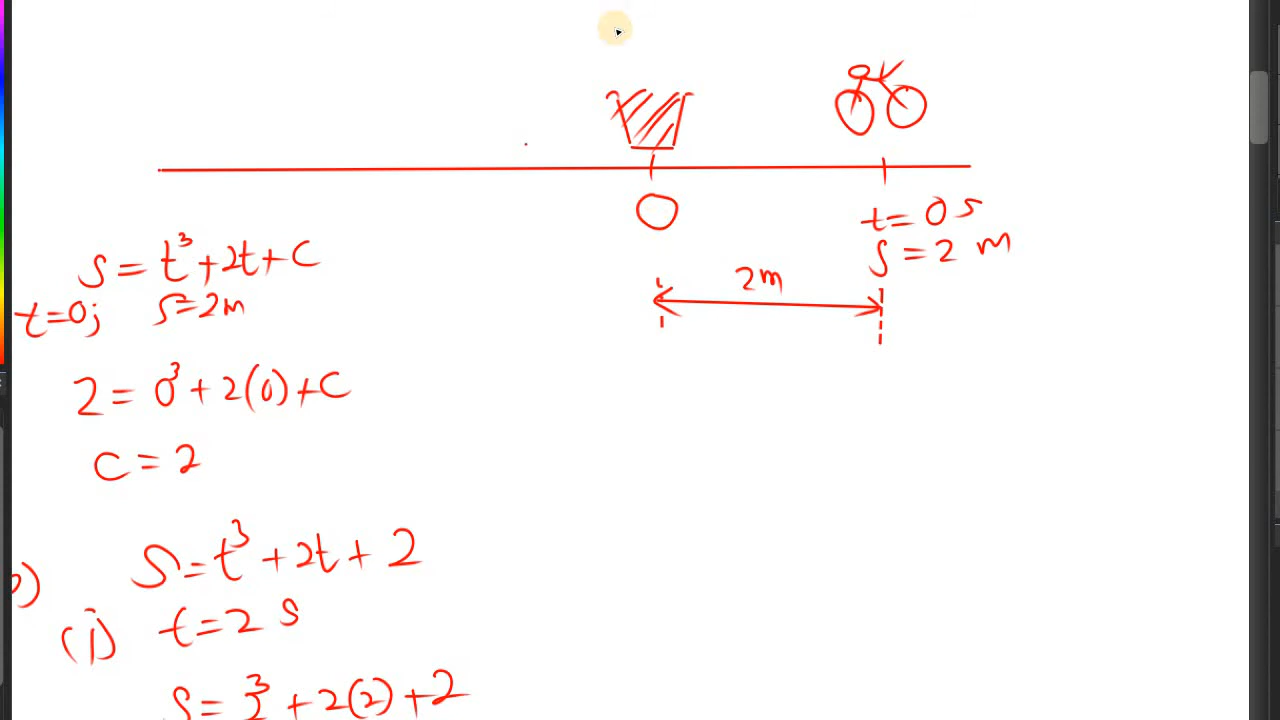 O
t = 0 s
s = 2 m
2m
s = t³ + 2t + c
t=0; s=2m
2 = 0³ + 2(0) + c
c = 2
s = t³ + 2t + 2
(i) t = 2 s
s = 2³ + 2(2) + 2